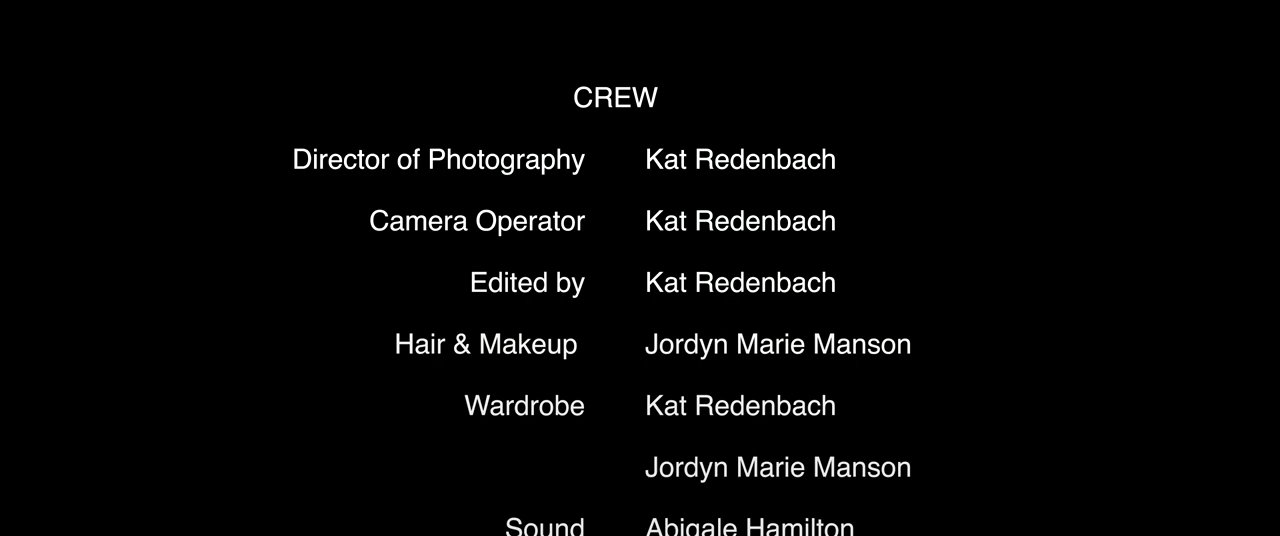 CREW
Director of Photography Kat Redenbach
Camera Operator Kat Redenbach
Edited by Kat Redenbach
Hair & Makeup Jordyn Marie Manson
Wardrobe Kat Redenbach
Jordyn Marie Manson
Sound Abigale Hamilton